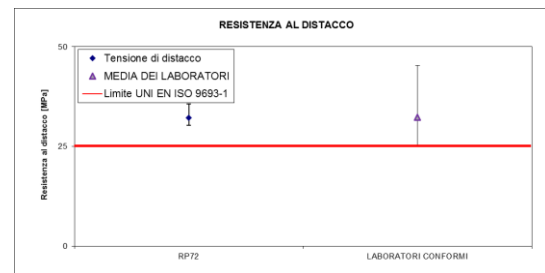 RESISTENZA AL DISTACCO
50
Tensione di distacco
MEDIA DEI LABORATORI
Limite UNI EN ISO 9693-1
Resistenza al distacco [MPa]
25
0
RP72
LABORATORI CONFORMI